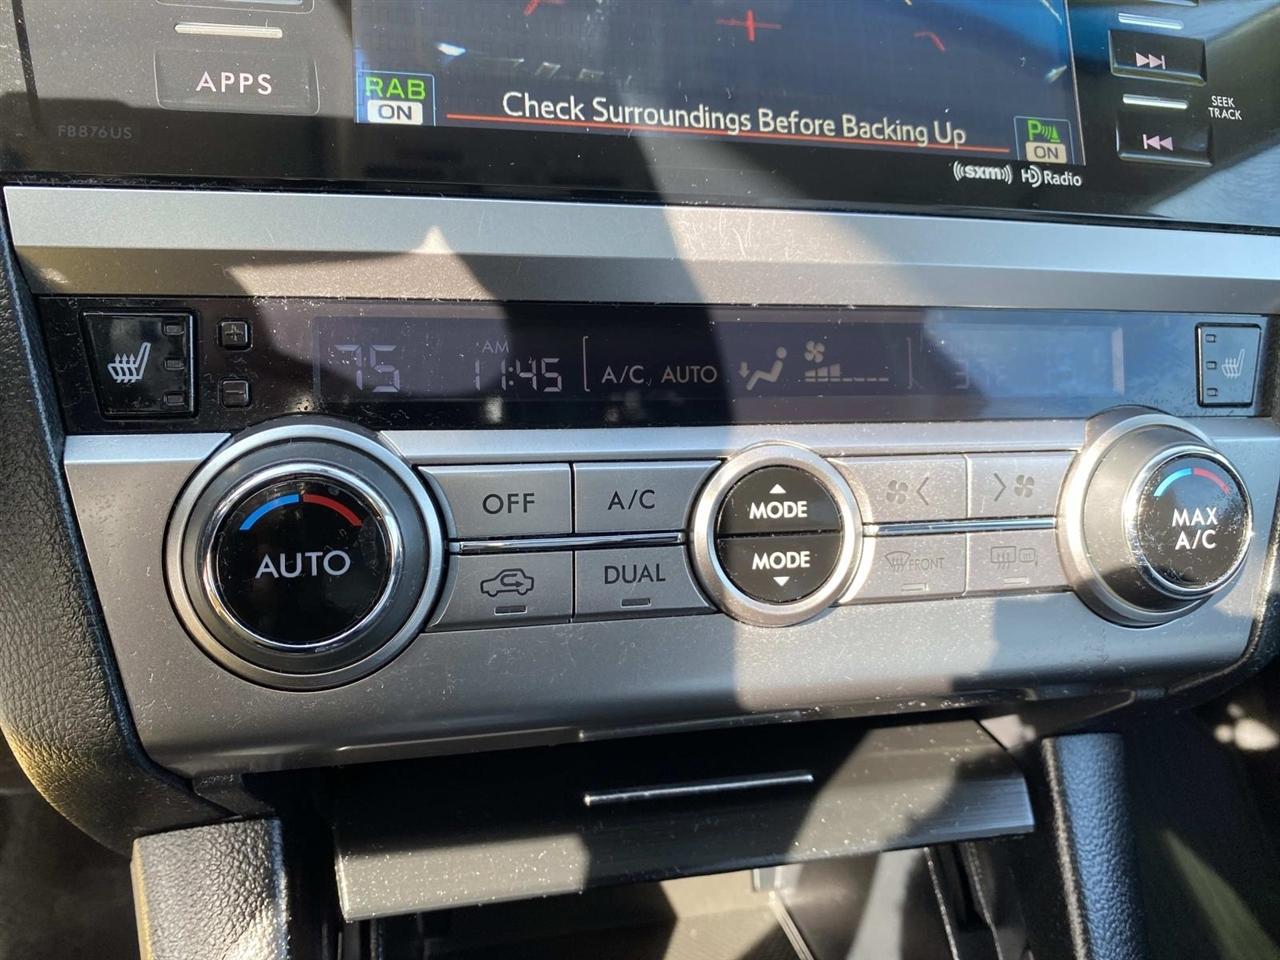 APPS
FB876US
RAB
ON
Check Surroundings Before Backing Up
P
ON
SEEK
TRACK
((sxm))
HD Radio
75
AM
11:45
A/C AUTO
AUTO
OFF
A/C
DUAL
MODE
MODE
FRONT
MAX
A/C